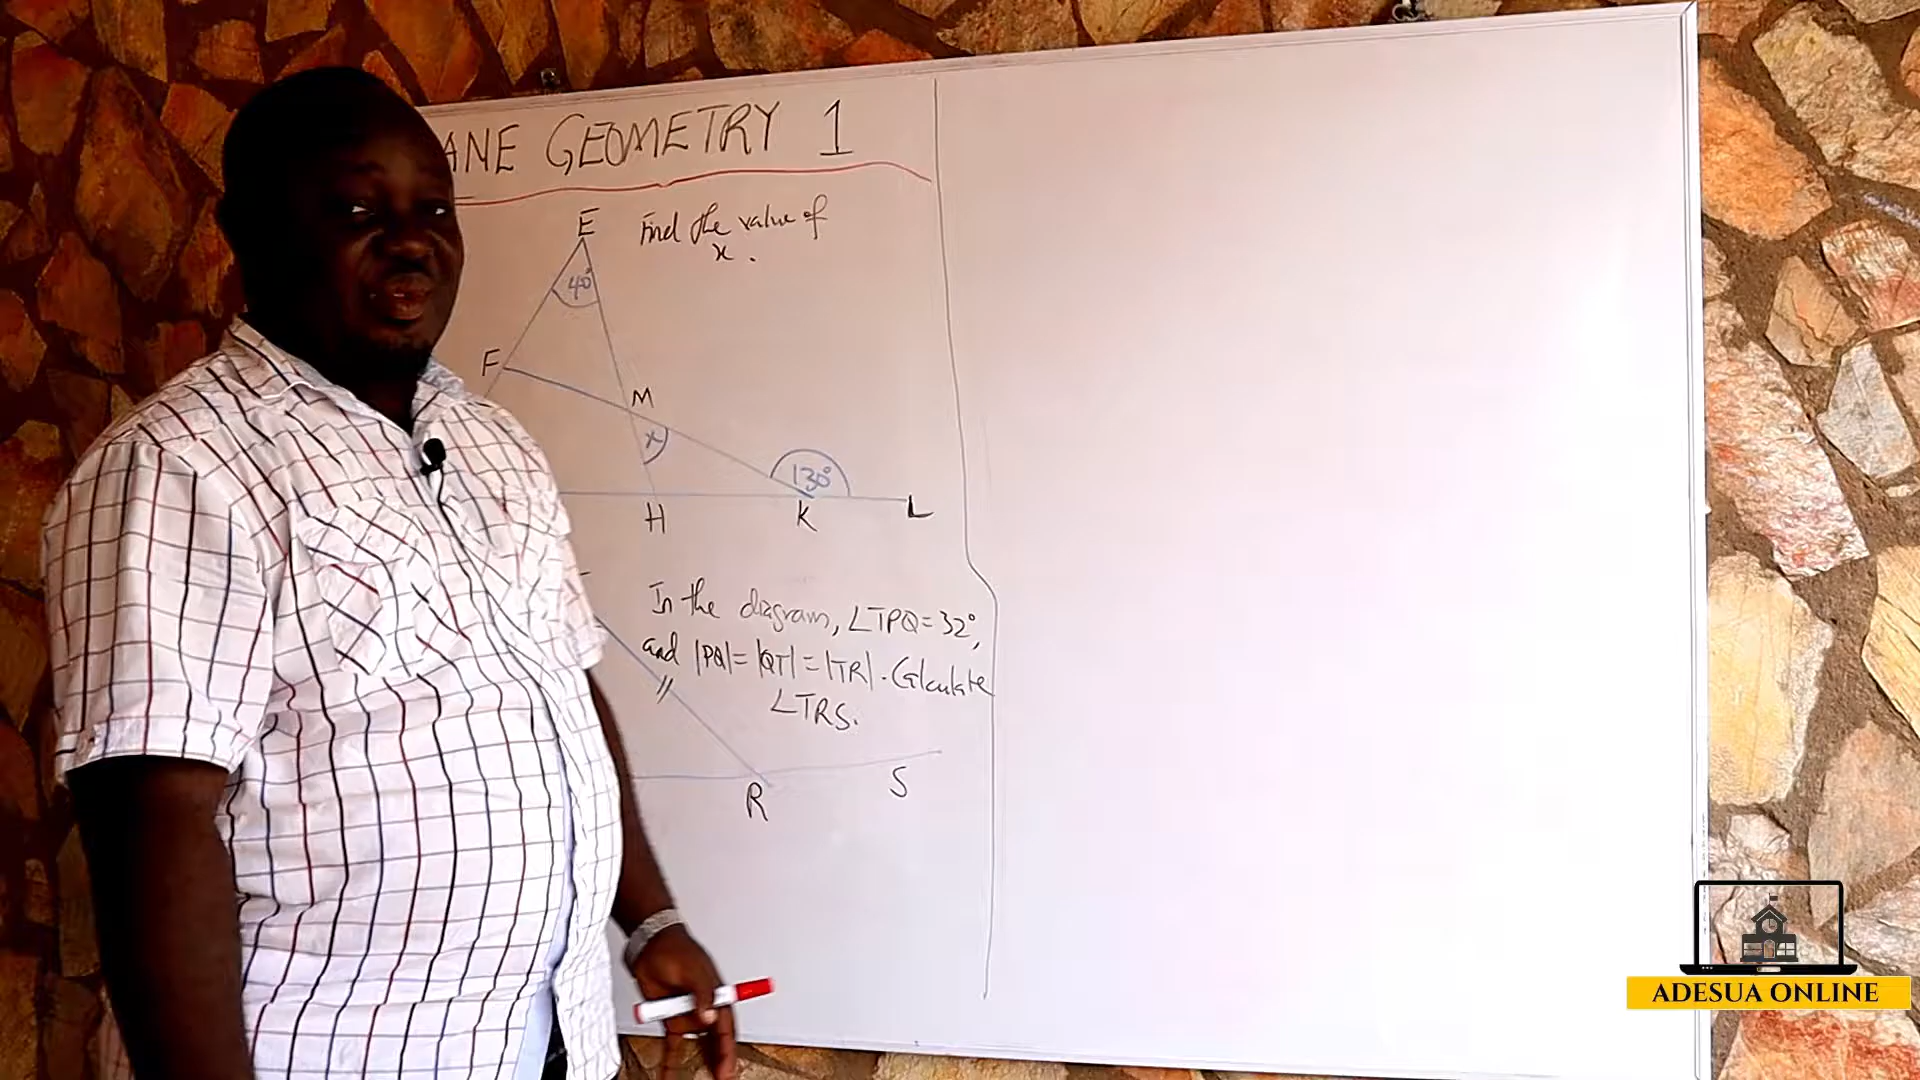 ANE GEOMETRY 1
E
Find the value of
x.
40°
F
M
x
130°
H
K
L
In the diagram, ∠TPQ = 32°,
and |PQ| = |QT| = |TR|. Calculate
∠TRS.
R
S
ADESUA ONLINE